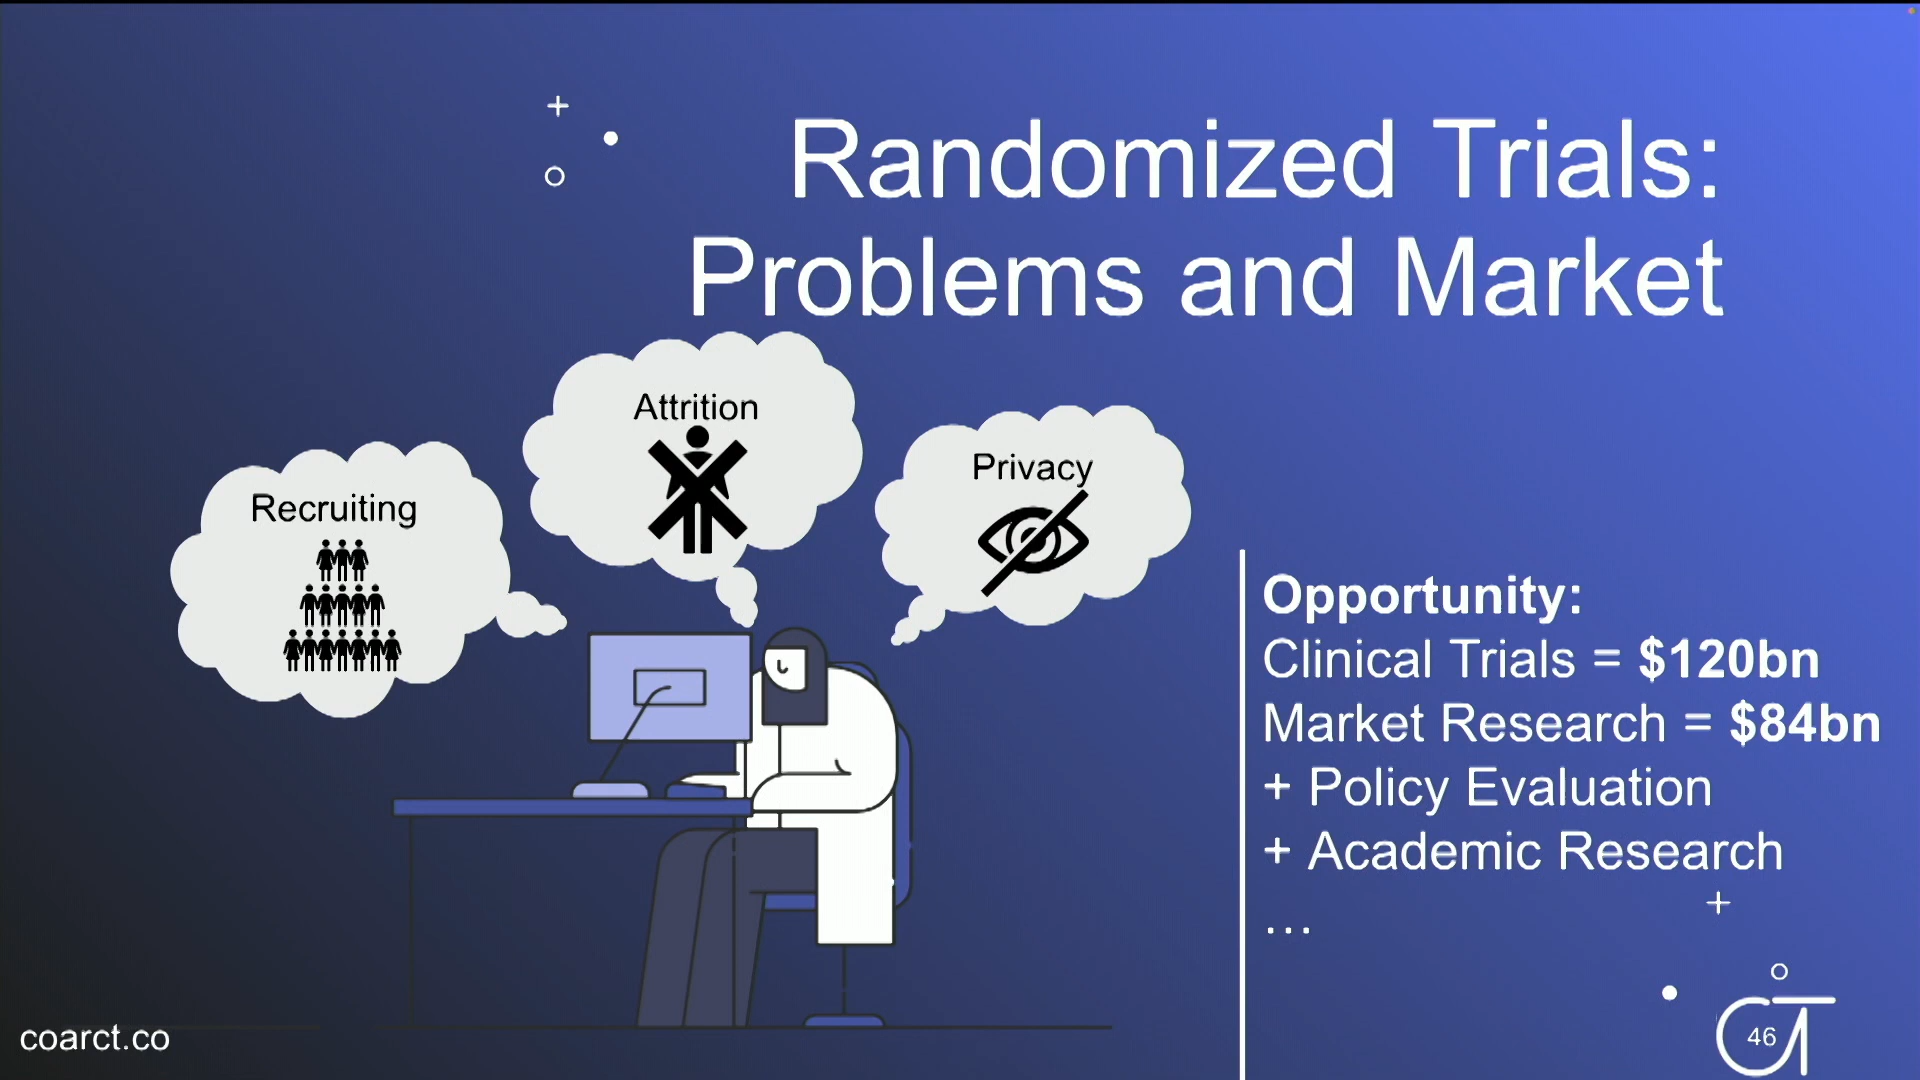 Randomized Trials:
Problems and Market
Attrition
Privacy
Recruiting
Opportunity:
Clinical Trials = $120bn
Market Research = $84bn
+ Policy Evaluation
+ Academic Research
...
coarct.co
46